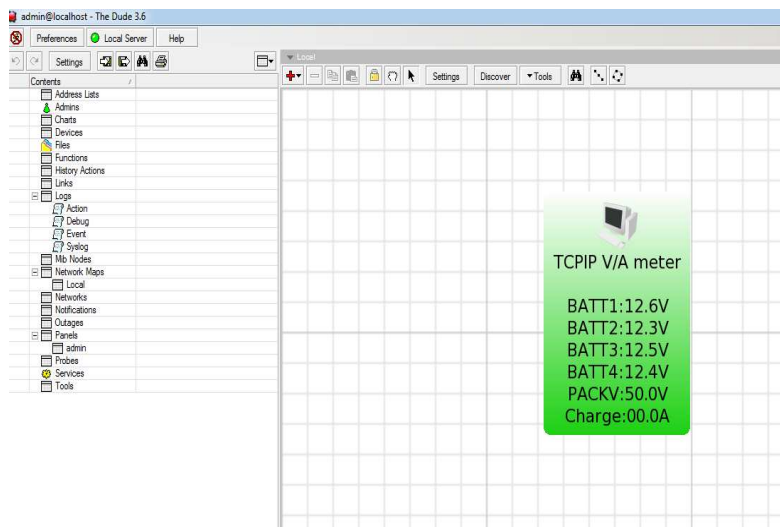 admin@localhost - The Dude 3.6
Preferences Local Server Help
Settings
Contents /
Address Lists
Admins
Charts
Devices
Files
Functions
History Actions
Links
Logs
Action
Debug
Event
Syslog
Mib Nodes
Network Maps
Local
Networks
Notifications
Outages
Panels
admin
Probes
Services
Tools
Local
Settings Discover Tools
TCPIP V/A meter
BATT1:12.6V
BATT2:12.3V
BATT3:12.5V
BATT4:12.4V
PACKV:50.0V
Charge:00.0A